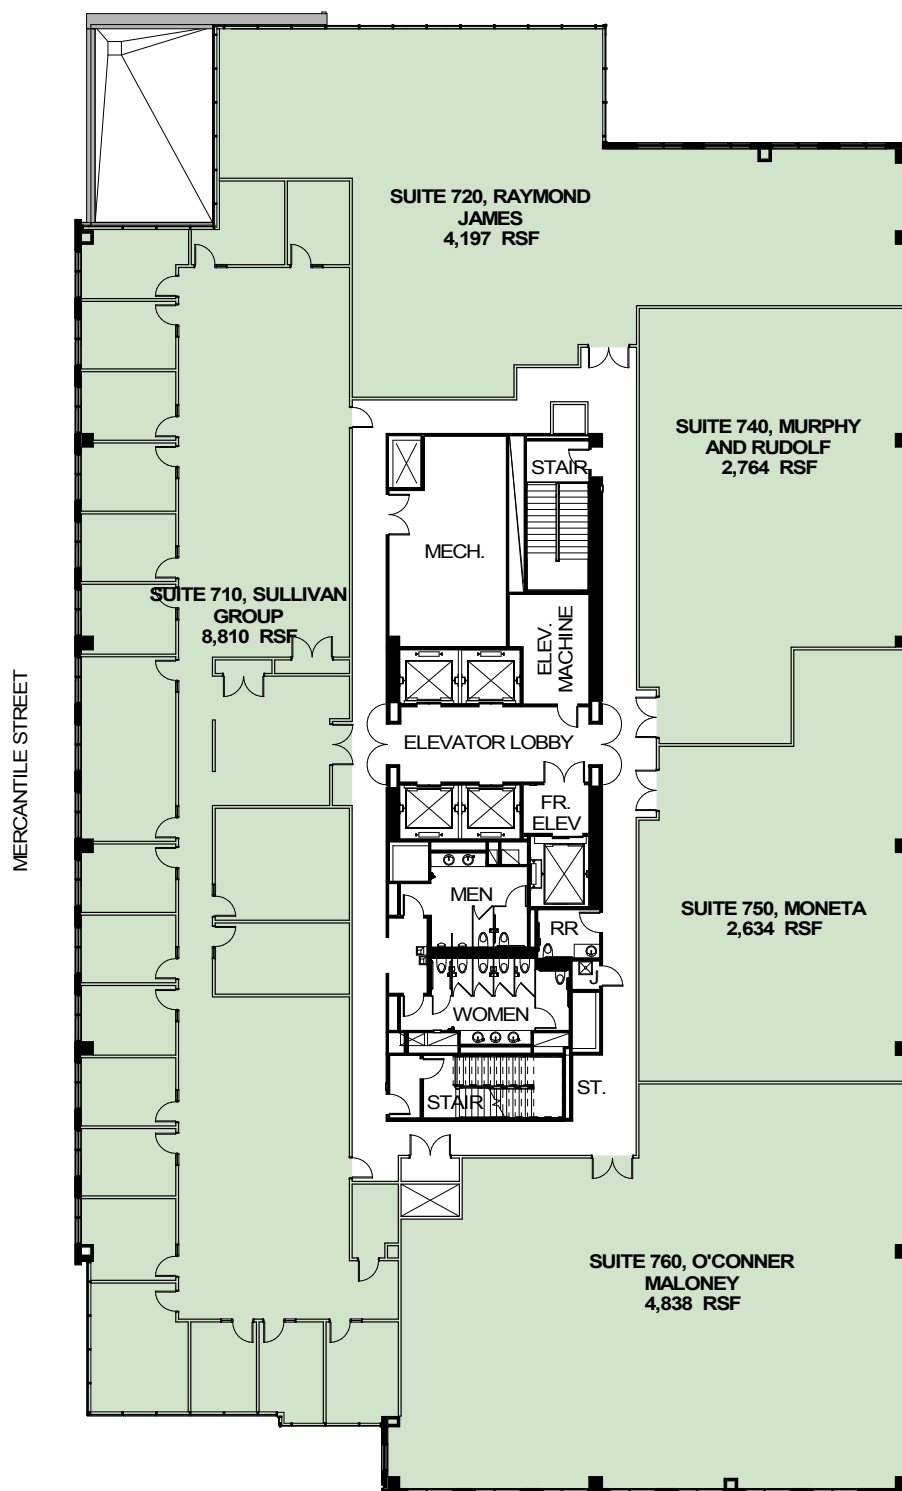 SUITE 720, RAYMOND
JAMES
4,197 RSF
SUITE 740, MURPHY
AND RUDOLF
2,764 RSF
STAIR
MECH.
SUITE 710, SULLIVAN
GROUP
8,810 RSF
ELEV.
MACHINE
MERCANTILE STREET
ELEVATOR LOBBY
FR.
ELEV
MEN
SUITE 750, MONETA
2,634 RSF
RR
J
WOMEN
STAIR
ST.
SUITE 760, O'CONNER
MALONEY
4,838 RSF